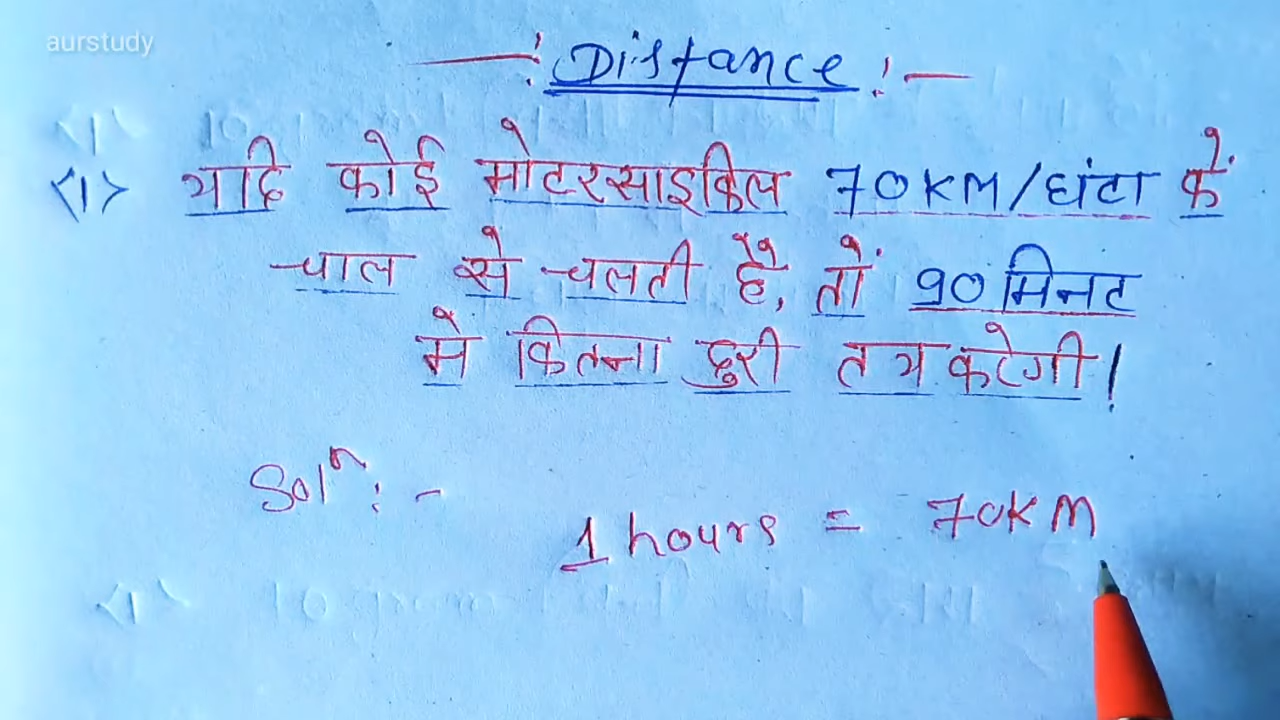 aurstudy
Distance
<1> यदि कोई मोटरसाइकिल 70KM/घंटा के
चाल से चलती है, तो 90 मिनट
मे कितना दुरी तय करेगी।
Solⁿ:-
1 hours = 70KM